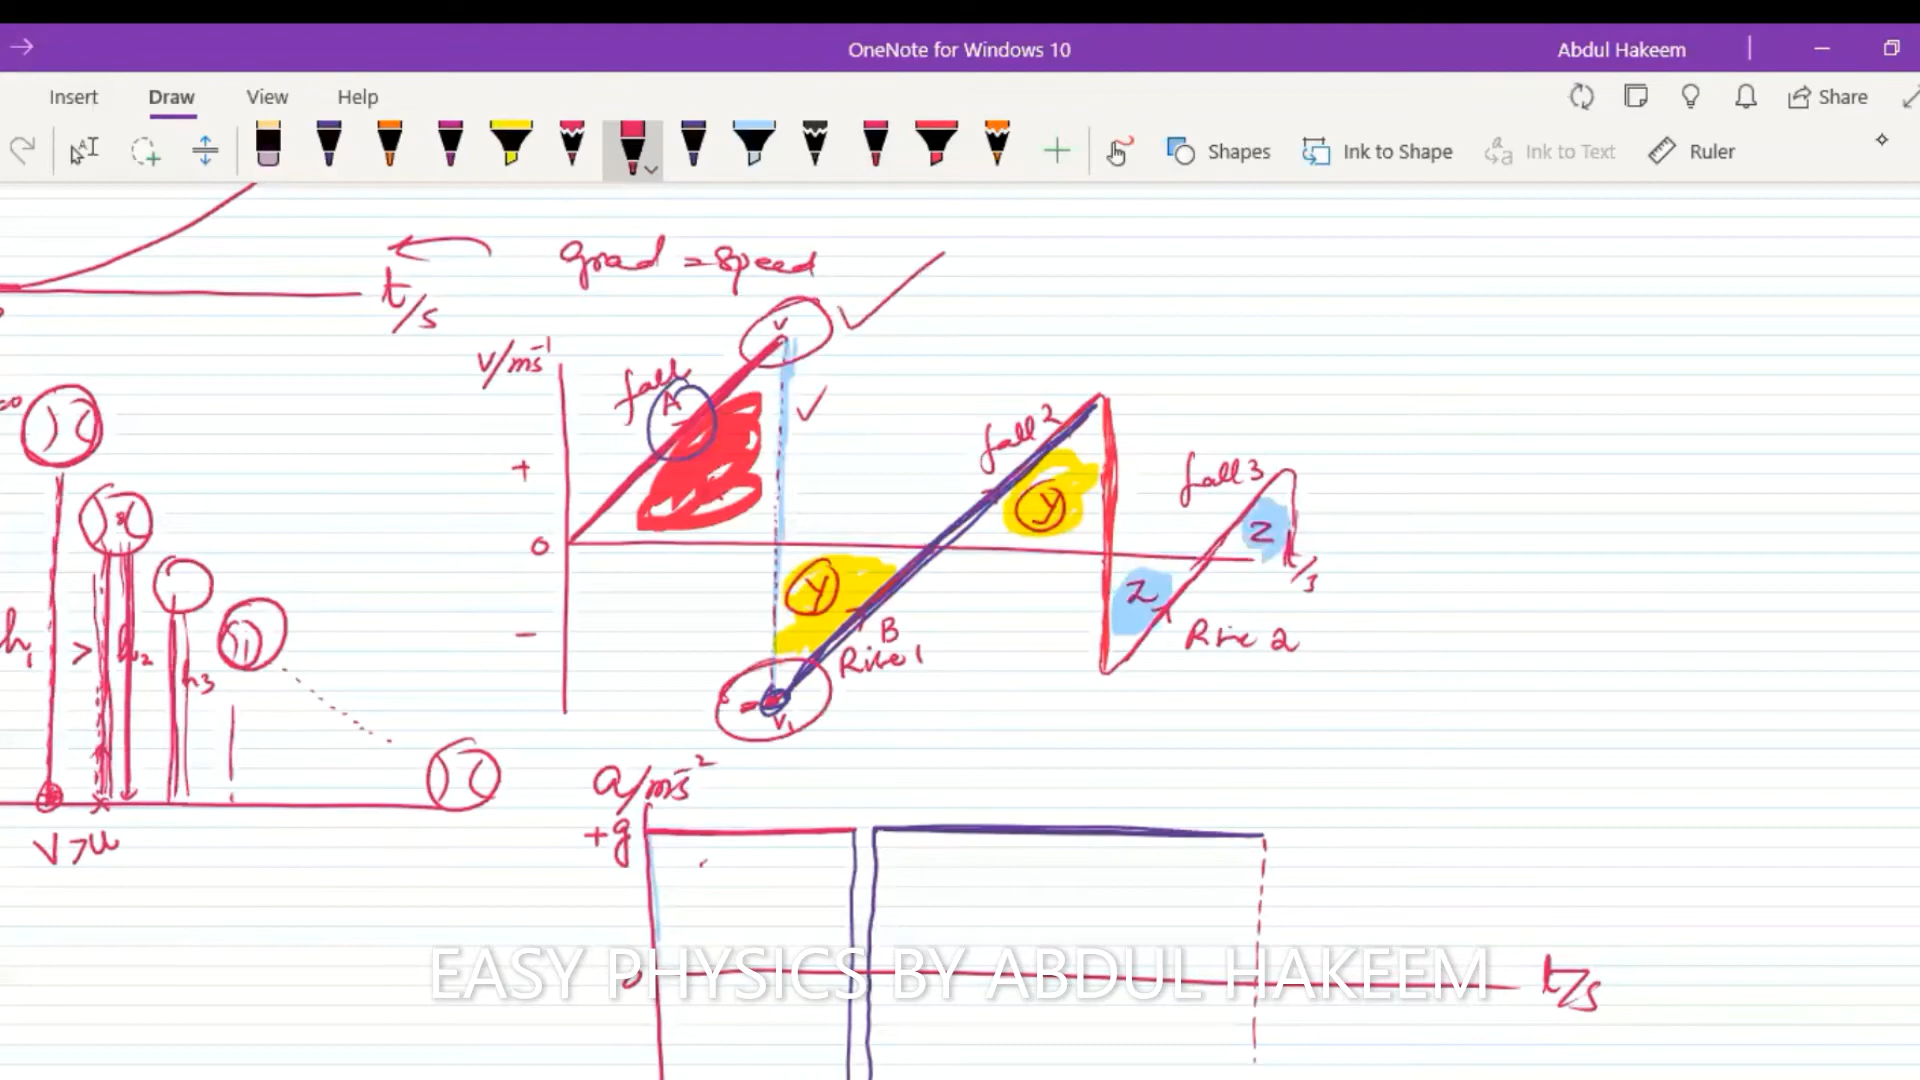 OneNote for Windows 10
Abdul Hakeem
Insert
Draw
View
Help
Share
Shapes
Ink to Shape
Ink to Text
Ruler
grad = speed
t/s
V/ms⁻¹
fall
A
v
+
0
-
fall 2
y
y
B
Rise 1
V₁
fall 3
Z
Z
t/s
Rise 2
h₁ > h₂
h₃
V > u
a/ms⁻²
+g
0
t/s
EASY PHYSICS BY ABDUL HAKEEM